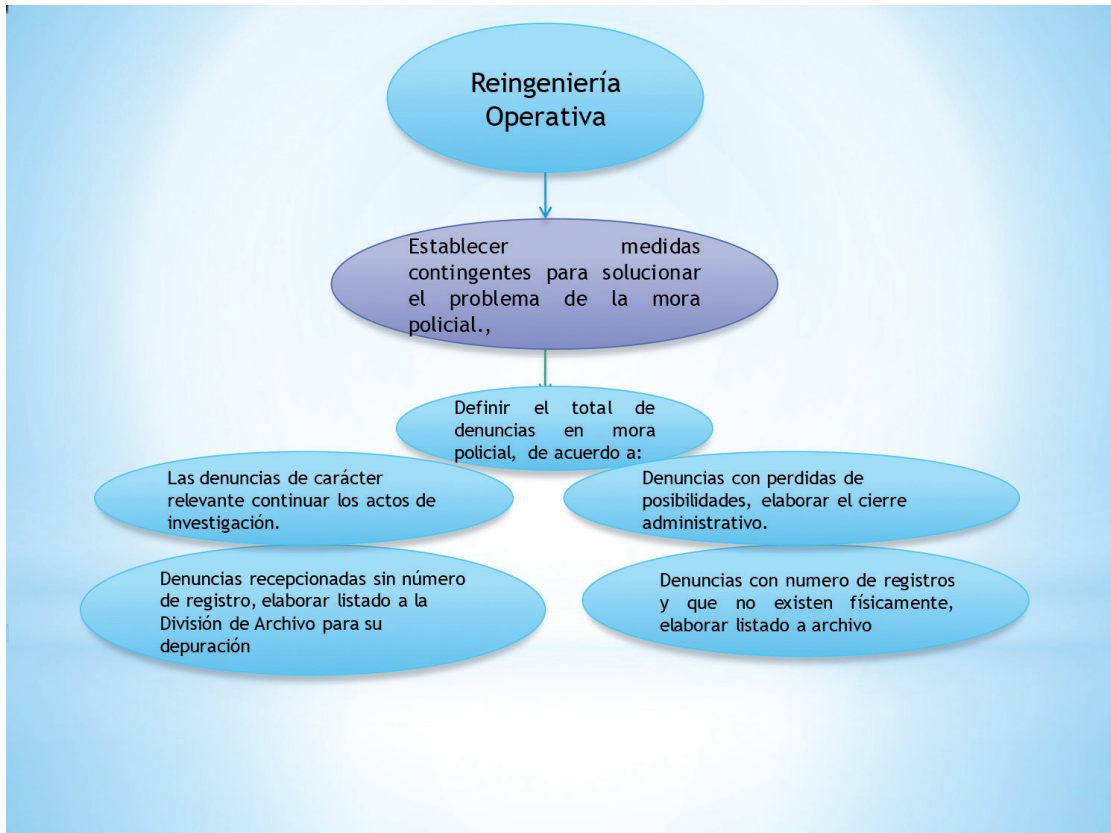 Reingeniería
Operativa
Establecer medidas
contingentes para solucionar
el problema de la mora
policial.,
Definir el total de
denuncias en mora
policial, de acuerdo a:
Las denuncias de carácter
relevante continuar los actos de
investigación.
Denuncias con perdidas de
posibilidades, elaborar el cierre
administrativo.
Denuncias recepcionadas sin número
de registro, elaborar listado a la
División de Archivo para su
depuración
Denuncias con numero de registros
y que no existen físicamente,
elaborar listado a archivo